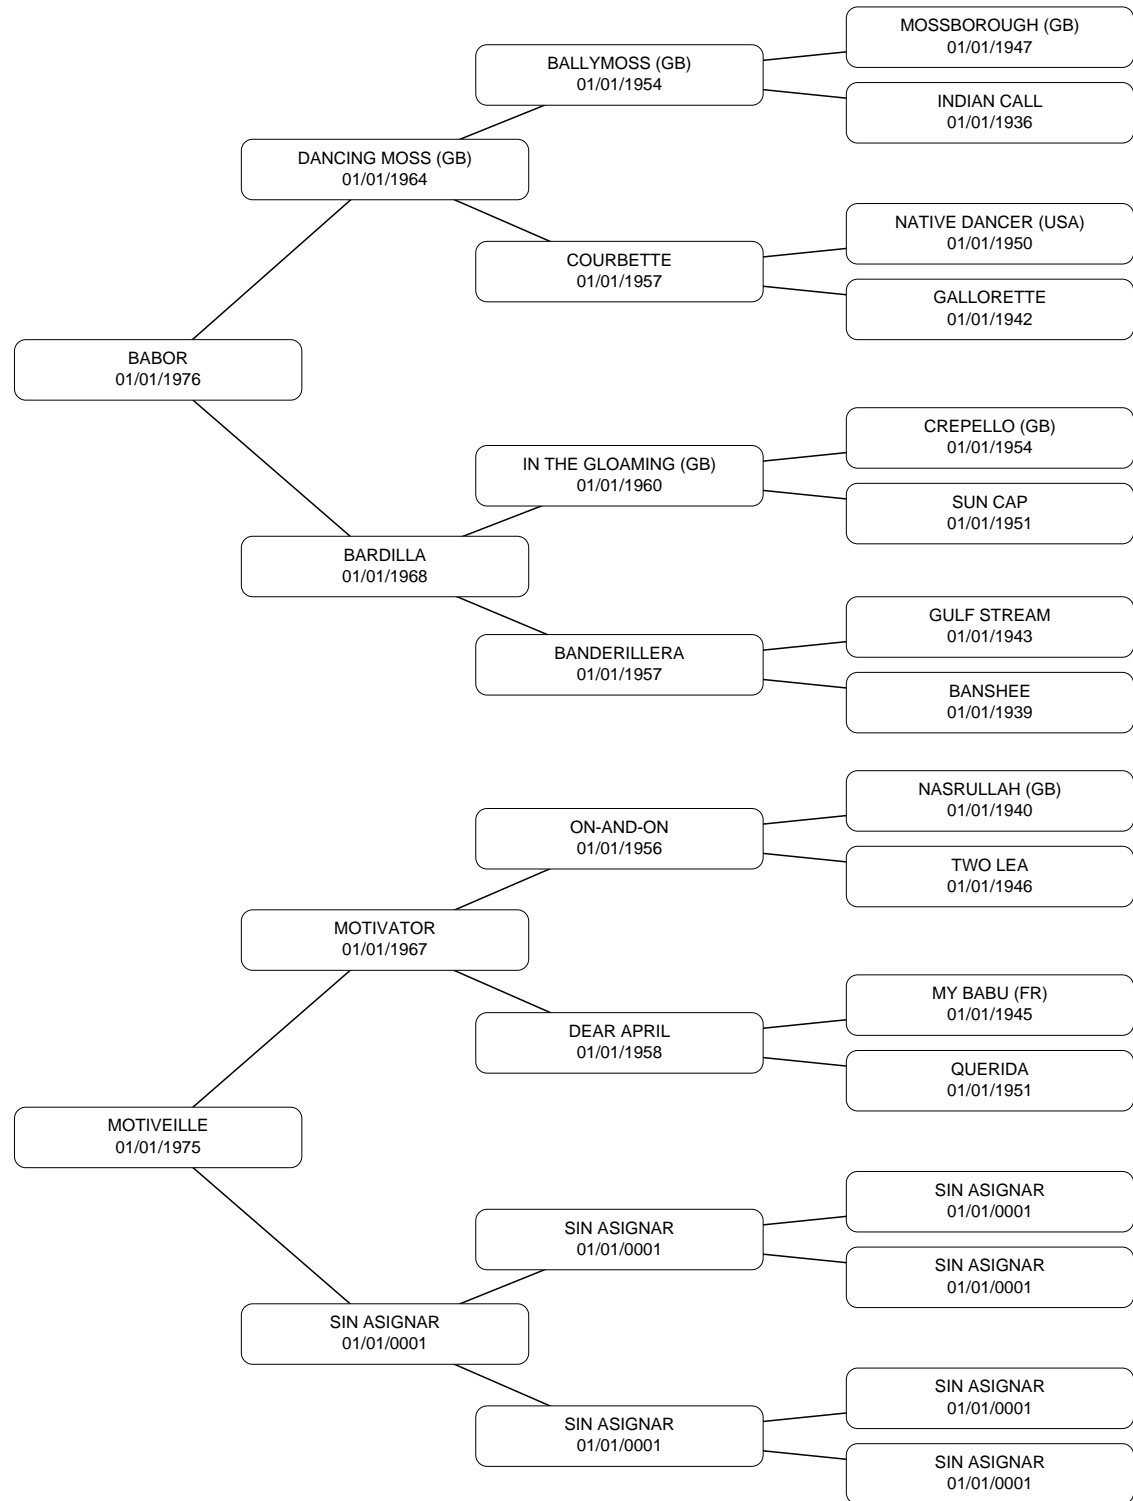 MOSSBOROUGH (GB)
01/01/1947
BALLYMOSS (GB)
01/01/1954
INDIAN CALL
01/01/1936
DANCING MOSS (GB)
01/01/1964
NATIVE DANCER (USA)
01/01/1950
COURBETTE
01/01/1957
GALLORETTE
01/01/1942
BABOR
01/01/1976
CREPELLO (GB)
01/01/1954
IN THE GLOAMING (GB)
01/01/1960
SUN CAP
01/01/1951
BARDILLA
01/01/1968
GULF STREAM
01/01/1943
BANDERILLERA
01/01/1957
BANSHEE
01/01/1939
NASRULLAH (GB)
01/01/1940
ON-AND-ON
01/01/1956
TWO LEA
01/01/1946
MOTIVATOR
01/01/1967
MY BABU (FR)
01/01/1945
DEAR APRIL
01/01/1958
QUERIDA
01/01/1951
MOTIVEILLE
01/01/1975
SIN ASIGNAR
01/01/0001
SIN ASIGNAR
01/01/0001
SIN ASIGNAR
01/01/0001
SIN ASIGNAR
01/01/0001
SIN ASIGNAR
01/01/0001
SIN ASIGNAR
01/01/0001
SIN ASIGNAR
01/01/0001